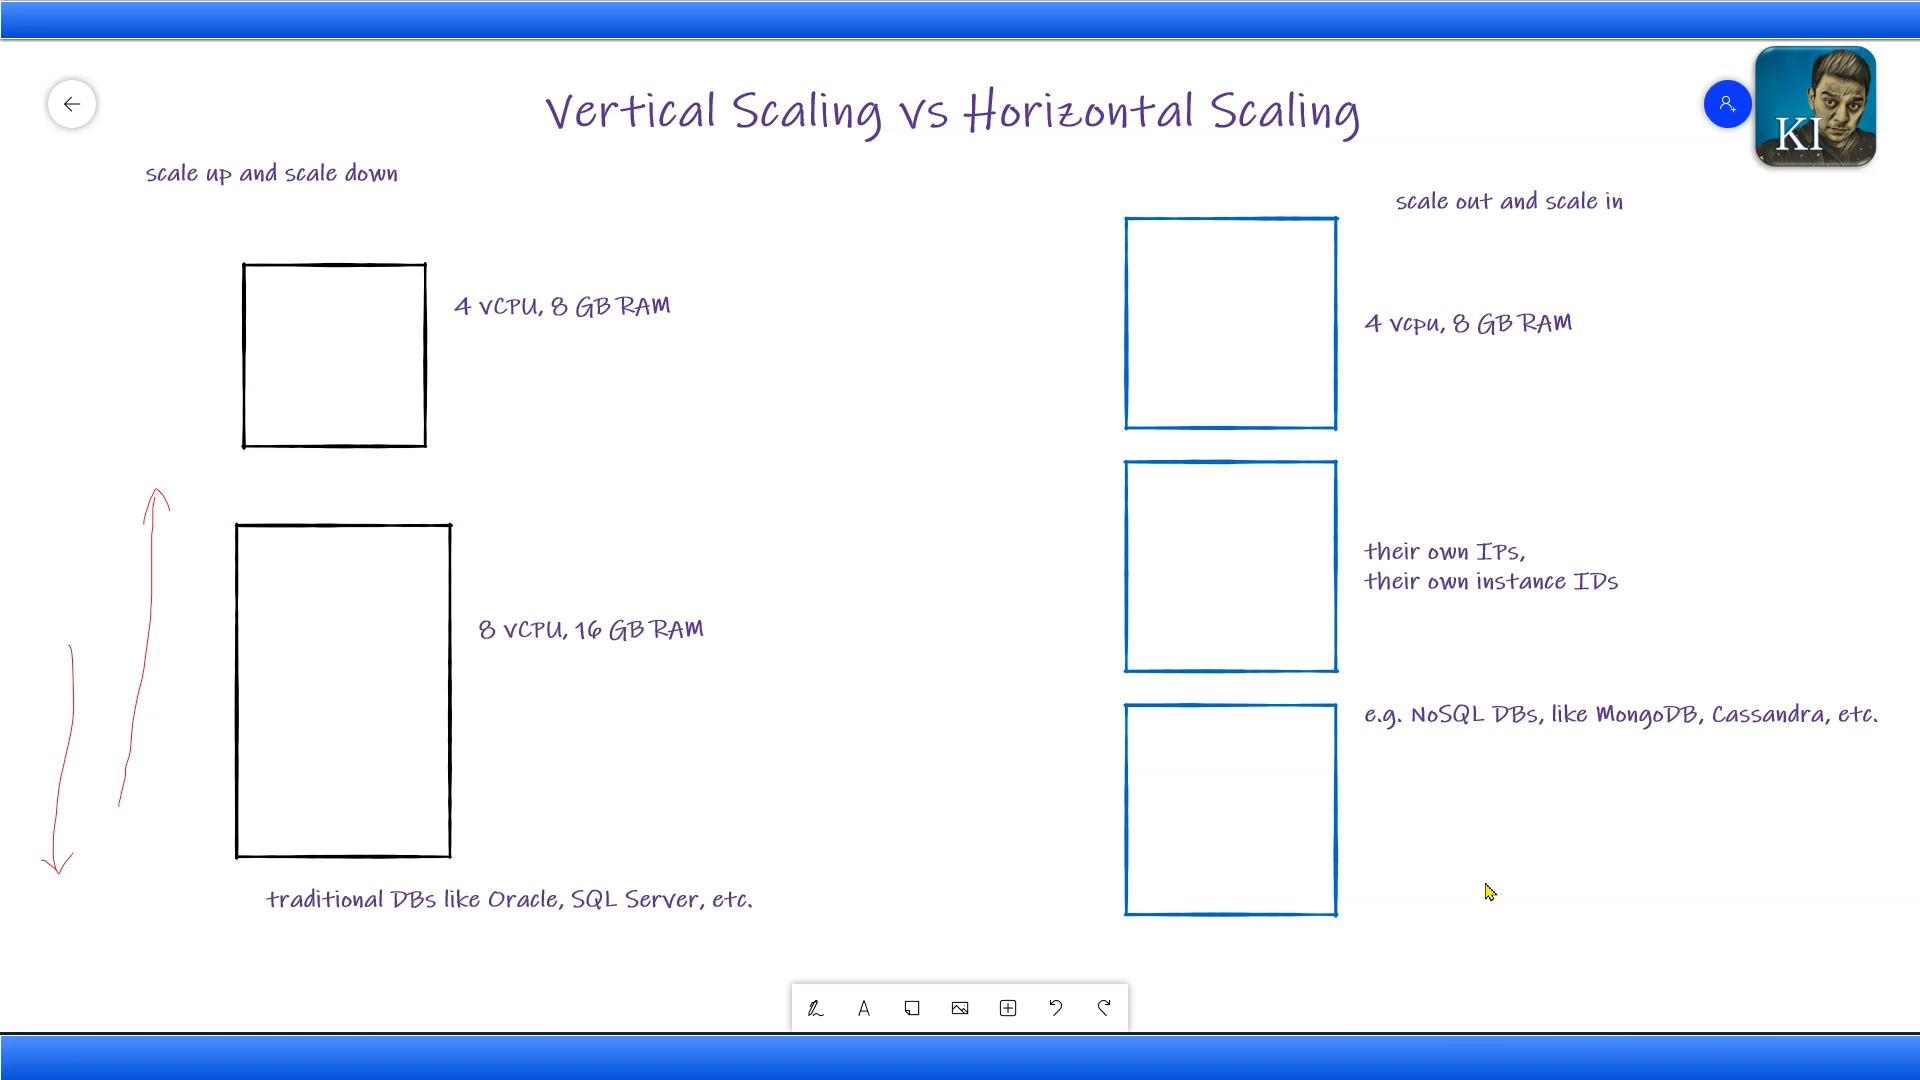 Vertical Scaling vs Horizontal Scaling
KI
scale up and scale down
4 vCPU, 8 GB RAM
8 vCPU, 16 GB RAM
traditional DBs like Oracle, SQL Server, etc.
scale out and scale in
4 vcpu, 8 GB RAM
their own IPs,
their own instance IDs
e.g. NoSQL DBs, like MongoDB, Cassandra, etc.